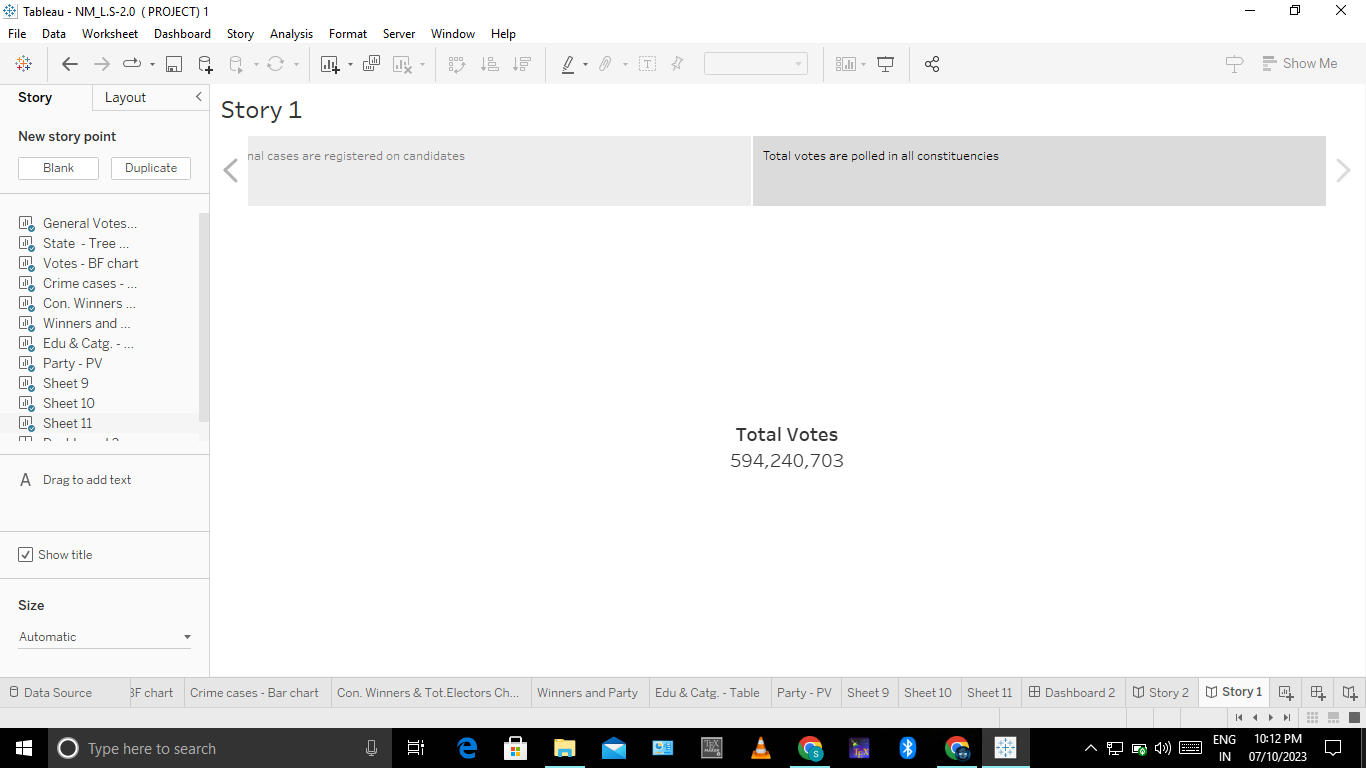 Tableau - NM_L.S-2.0 ( PROJECT) 1
File Data Worksheet Dashboard Story Analysis Format Server Window Help
Show Me
Story Layout
New story point
Blank Duplicate
General Votes...
State - Tree ...
Votes - BF chart
Crime cases - ...
Con. Winners ...
Winners and ...
Edu & Catg. - ...
Party - PV
Sheet 9
Sheet 10
Sheet 11
A Drag to add text
Show title
Size
Automatic
Story 1
nal cases are registered on candidates
Total votes are polled in all constituencies
Total Votes
594,240,703
Data Source BF chart Crime cases - Bar chart Con. Winners & Tot.Electors Ch... Winners and Party Edu & Catg. - Table Party - PV Sheet 9 Sheet 10 Sheet 11 Dashboard 2 Story 2 Story 1
Type here to search
ENG 10:12 PM
IN 07/10/2023